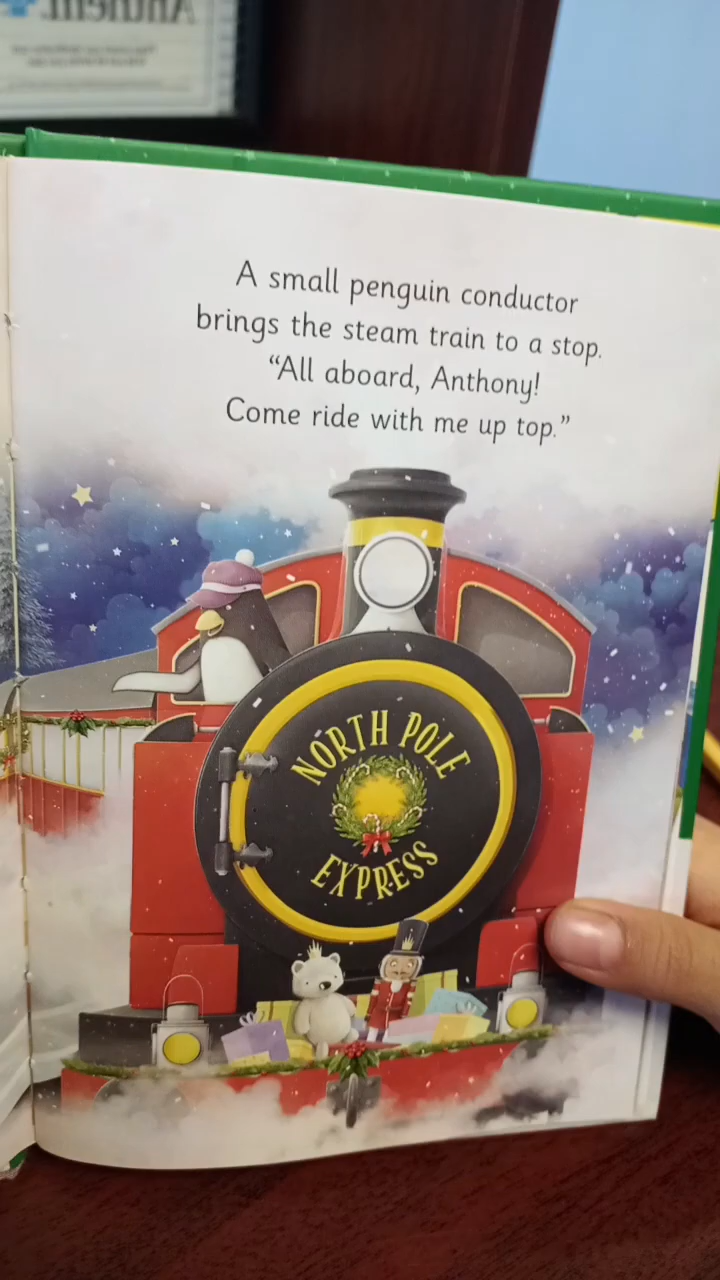 A small penguin conductor
brings the steam train to a stop.
“All aboard, Anthony!
Come ride with me up top.”
NORTH POLE
EXPRESS